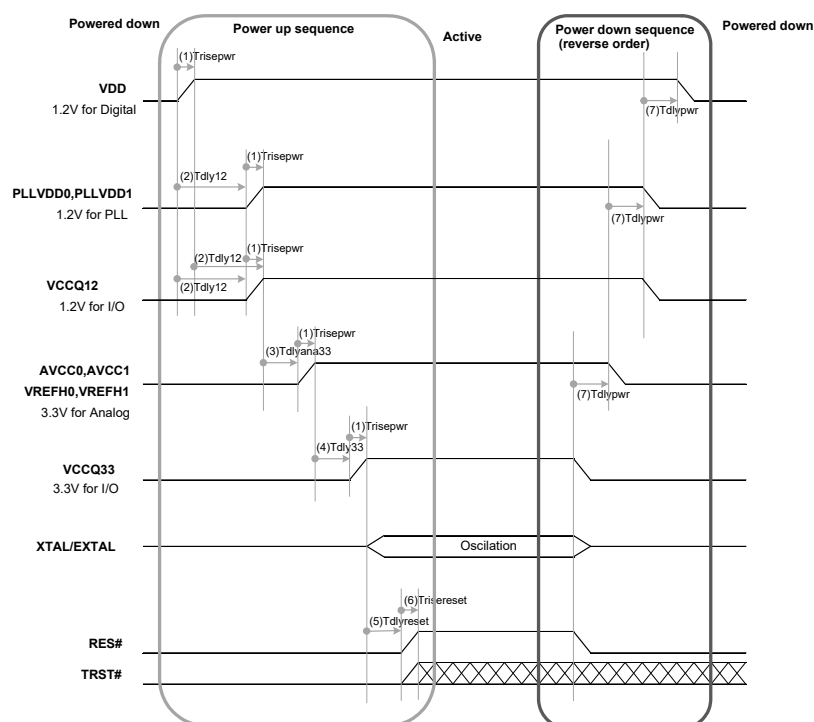 Powered down
Power up sequence
Active
Power down sequence
(reverse order)
Powered down
(1)Trisepwr
VDD
1.2V for Digital
(7)Tdlypwr
(1)Trisepwr
(2)Tdly12
PLLVDD0,PLLVDD1
1.2V for PLL
(7)Tdlypwr
(1)Trisepwr
(2)Tdly12
(2)Tdly12
VCCQ12
1.2V for I/O
(1)Trisepwr
(3)Tdlyana33
AVCC0,AVCC1
VREFH0,VREFH1
3.3V for Analog
(7)Tdlypwr
(1)Trisepwr
(4)Tdly33
VCCQ33
3.3V for I/O
XTAL/EXTAL
Oscilation
(6)Trisereset
(5)Tdlyreset
RES#
TRST#